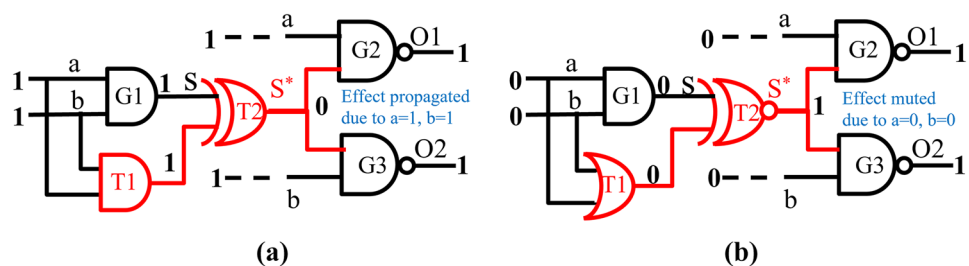 a
1
G2
O1
1
1
a
1
S
S*
G1
T2
0
Effect propagated
due to a=1, b=1
1
b
T1
1
1
b
G3
O2
1
(a)
a
0
G2
O1
1
0
a
0
S
S*
G1
T2
1
Effect muted
due to a=0, b=0
0
b
T1
0
0
b
G3
O2
1
(b)